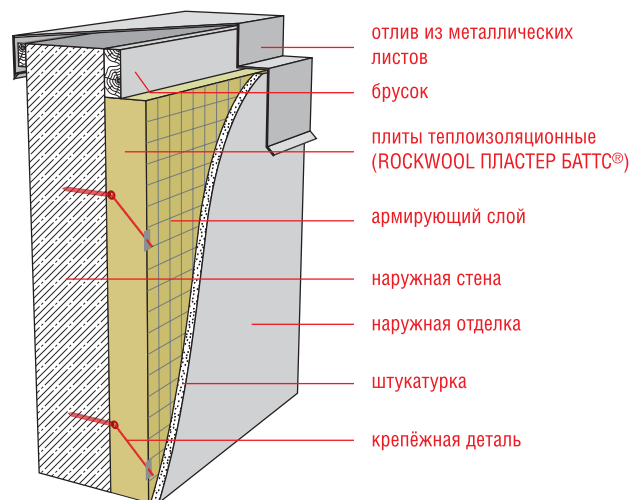 отлив из металлических
листов
брусок
плиты теплоизоляционные
(ROCKWOOL ПЛАСТЕР БАТТС®)
армирующий слой
наружная стена
наружная отделка
штукатурка
крепёжная деталь